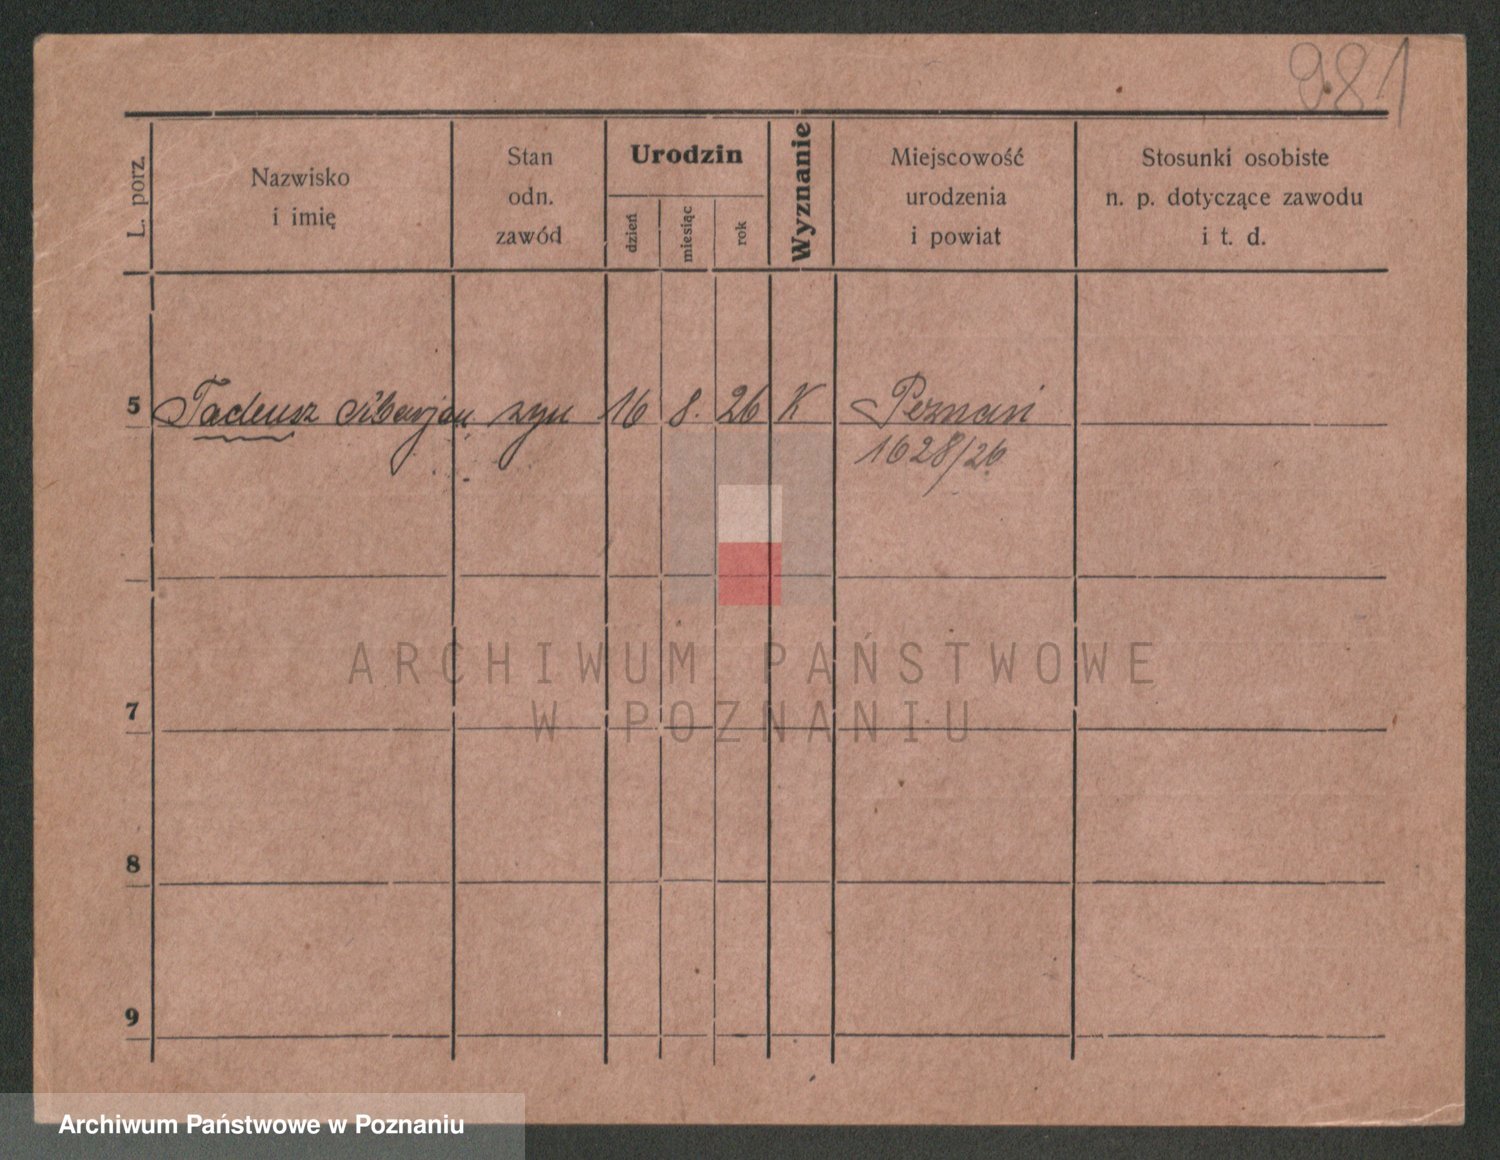 981
L. porz.
Nazwisko
i imię
Stan
odn.
zawód
Urodzin
dzień
miesiąc
rok
Wyznanie
Miejscowość
urodzenia
i powiat
Stosunki osobiste
n. p. dotyczące zawodu
i t. d.
5 Tadeusz Marjan syn 16 8. 26 K Poznań
1628/26
ARCHIWUM PAŃSTWOWE
W POZNANIU
7
8
9
Archiwum Państwowe w Poznaniu